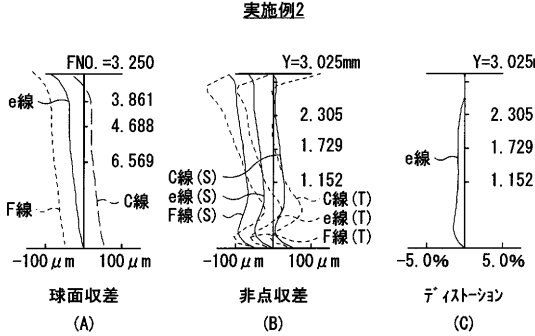 実施例2
FNO.=3.250
3.861
4.688
6.569
e線
F線
C線
-100μm 100μm
球面収差
(A)
Y=3.025mm
2.305
1.729
1.152
C線(S)
e線(S)
F線(S)
C線(T)
e線(T)
F線(T)
-100μm 100μm
非点収差
(B)
Y=3.025mm
2.305
1.729
1.152
e線
-5.0% 5.0%
ディストーション
(C)